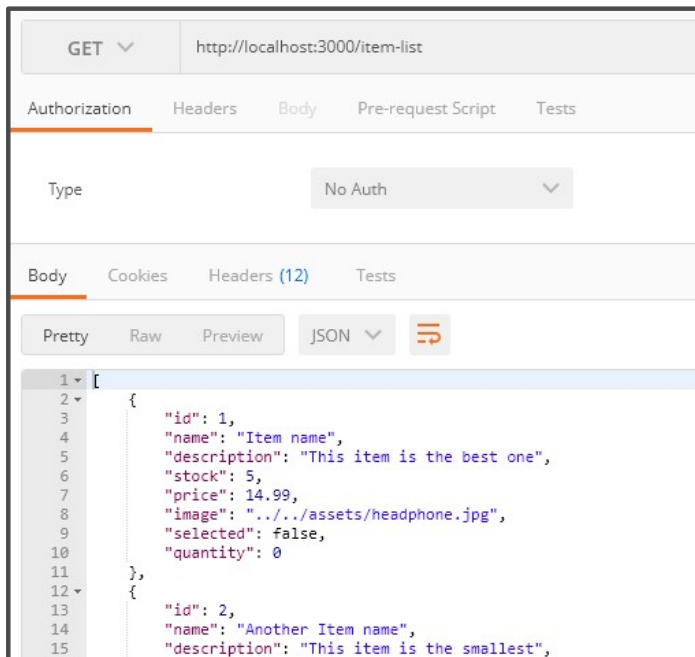 GET http://localhost:3000/item-list
Authorization Headers Body Pre-request Script Tests
Type No Auth
Body Cookies Headers (12) Tests
Pretty Raw Preview JSON
1 [
2 {
3 "id": 1,
4 "name": "Item name",
5 "description": "This item is the best one",
6 "stock": 5,
7 "price": 14.99,
8 "image": "../../assets/headphone.jpg",
9 "selected": false,
10 "quantity": 0
11 },
12 {
13 "id": 2,
14 "name": "Another Item name",
15 "description": "This item is the smallest",